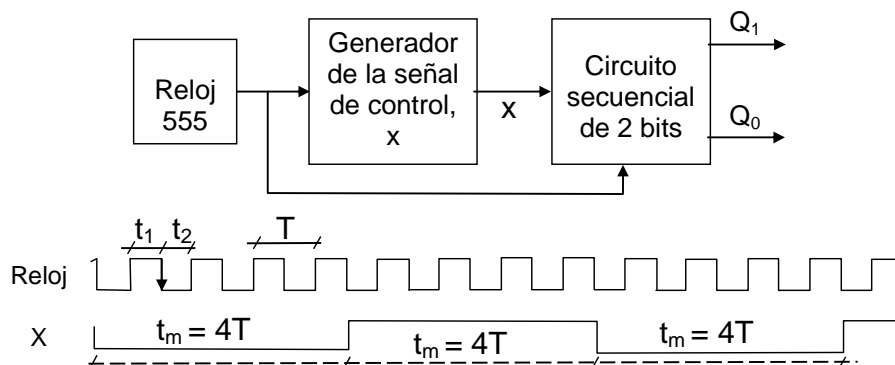 Reloj
555
Generador
de la señal
de control,
x
x
Circuito
secuencial
de 2 bits
Q1
Q0
t1 t2 T
Reloj
X
tm = 4T
tm = 4T
tm = 4T